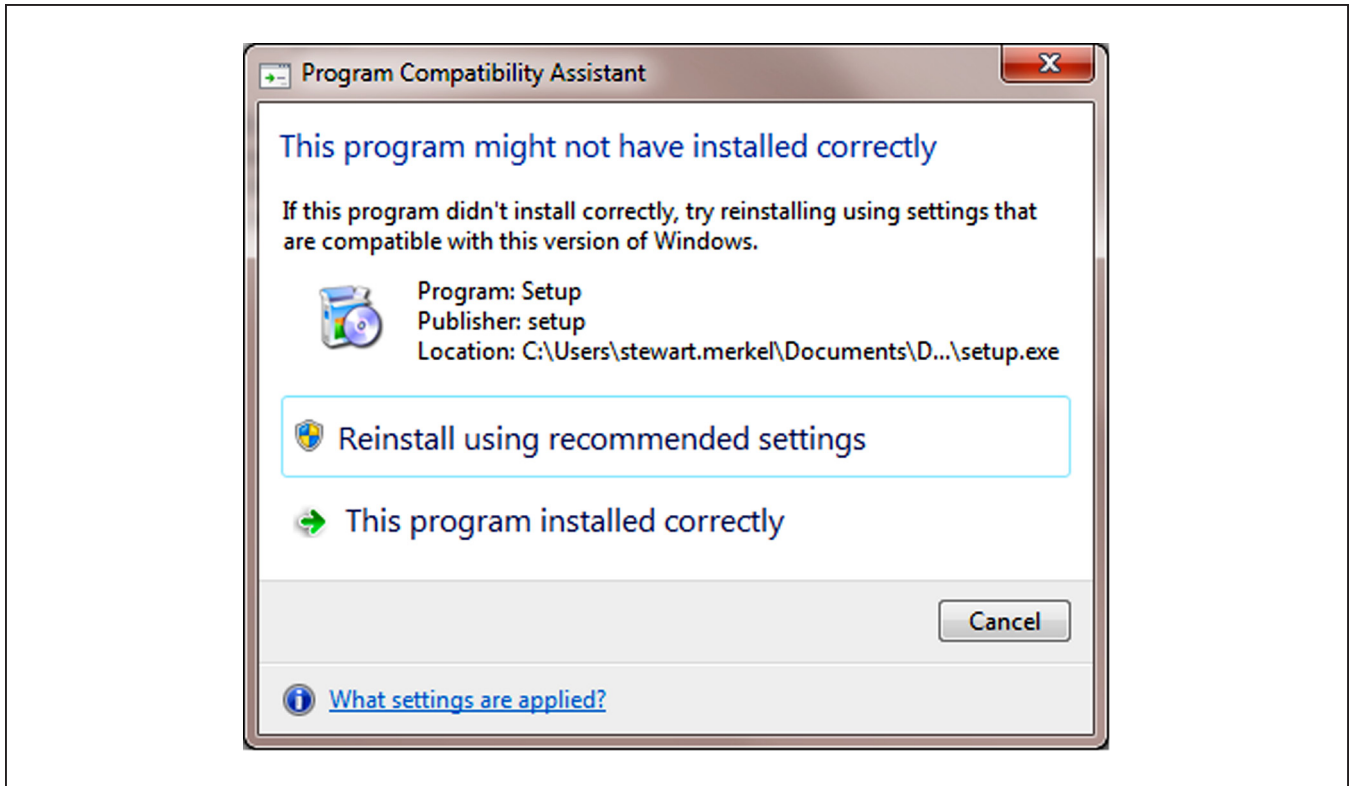 Program Compatibility Assistant
This program might not have installed correctly
If this program didn't install correctly, try reinstalling using settings that
are compatible with this version of Windows.
Program: Setup
Publisher: setup
Location: C:\Users\stewart.merkel\Documents\D...\setup.exe
Reinstall using recommended settings
This program installed correctly
Cancel
What settings are applied?